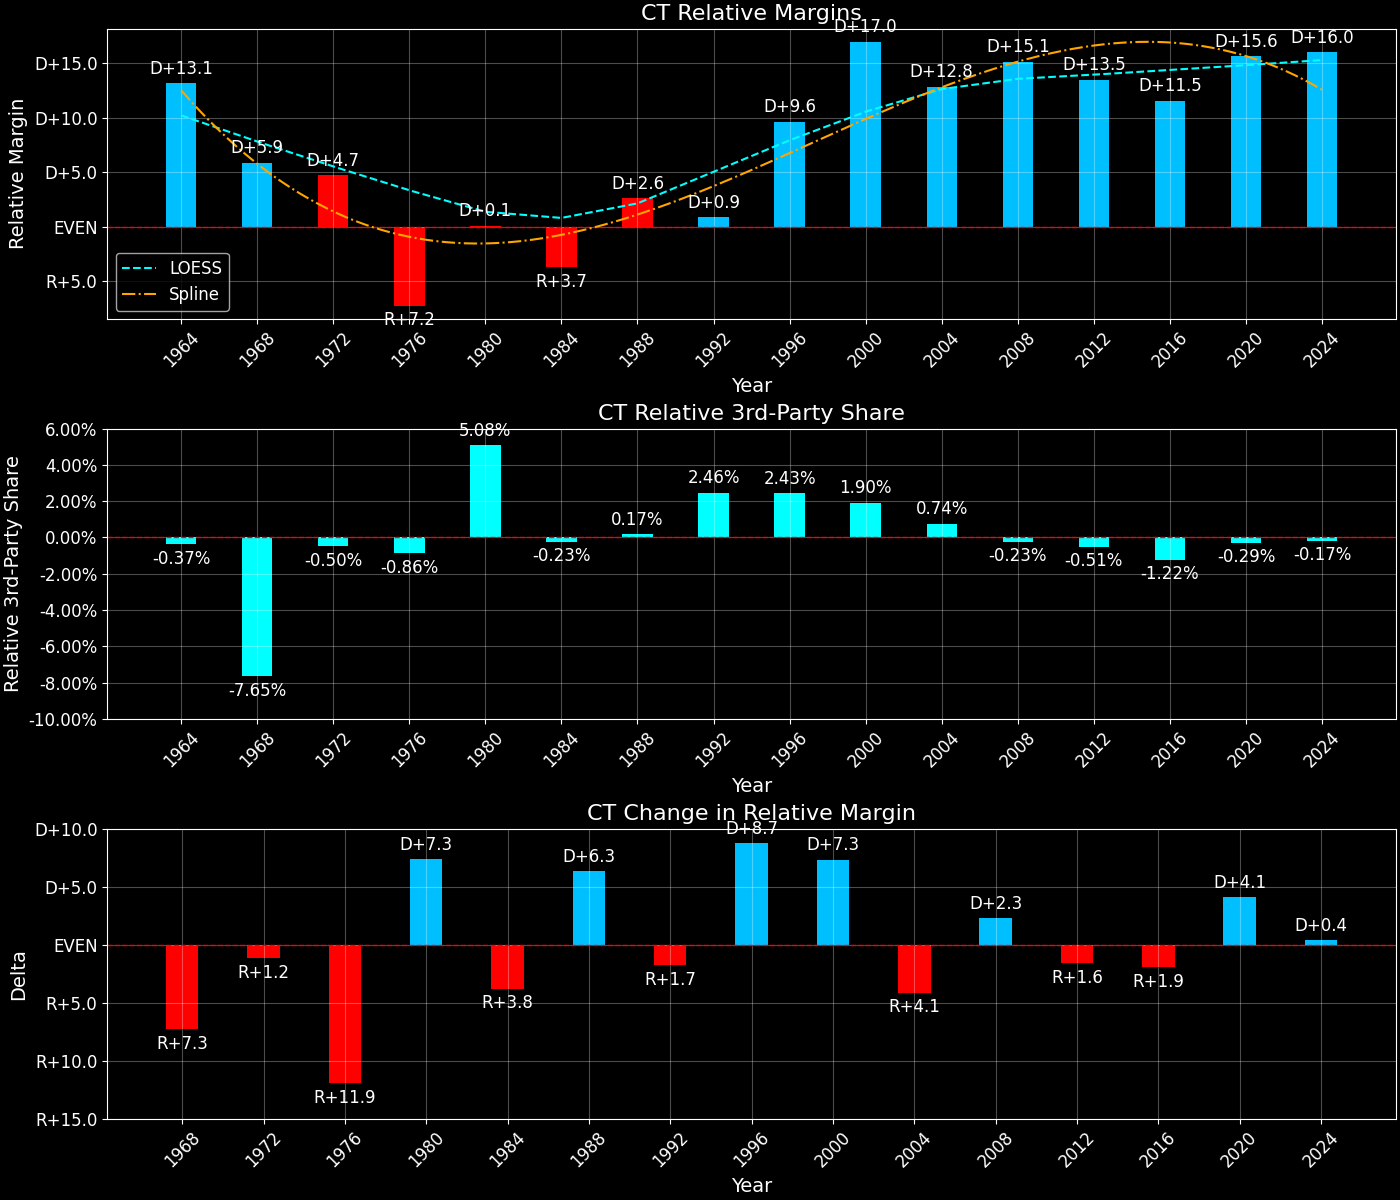 CT Relative Margins
Relative Margin
D+15.0
D+10.0
D+5.0
EVEN
R+5.0
D+13.1
D+5.9
D+4.7
R+7.2
D+0.1
R+3.7
D+2.6
D+0.9
D+9.6
D+17.0
D+12.8
D+15.1
D+13.5
D+11.5
D+15.6
D+16.0
LOESS
Spline
1964
1968
1972
1976
1980
1984
1988
1992
1996
2000
2004
2008
2012
2016
2020
2024
Year
CT Relative 3rd-Party Share
Relative 3rd-Party Share
6.00%
4.00%
2.00%
0.00%
-2.00%
-4.00%
-6.00%
-8.00%
-10.00%
-0.37%
-7.65%
-0.50%
-0.86%
5.08%
-0.23%
0.17%
2.46%
2.43%
1.90%
0.74%
-0.23%
-0.51%
-1.22%
-0.29%
-0.17%
1964
1968
1972
1976
1980
1984
1988
1992
1996
2000
2004
2008
2012
2016
2020
2024
Year
CT Change in Relative Margin
Delta
D+10.0
D+5.0
EVEN
R+5.0
R+10.0
R+15.0
R+7.3
R+1.2
R+11.9
D+7.3
R+3.8
D+6.3
R+1.7
D+8.7
D+7.3
R+4.1
D+2.3
R+1.6
R+1.9
D+4.1
D+0.4
1968
1972
1976
1980
1984
1988
1992
1996
2000
2004
2008
2012
2016
2020
2024
Year